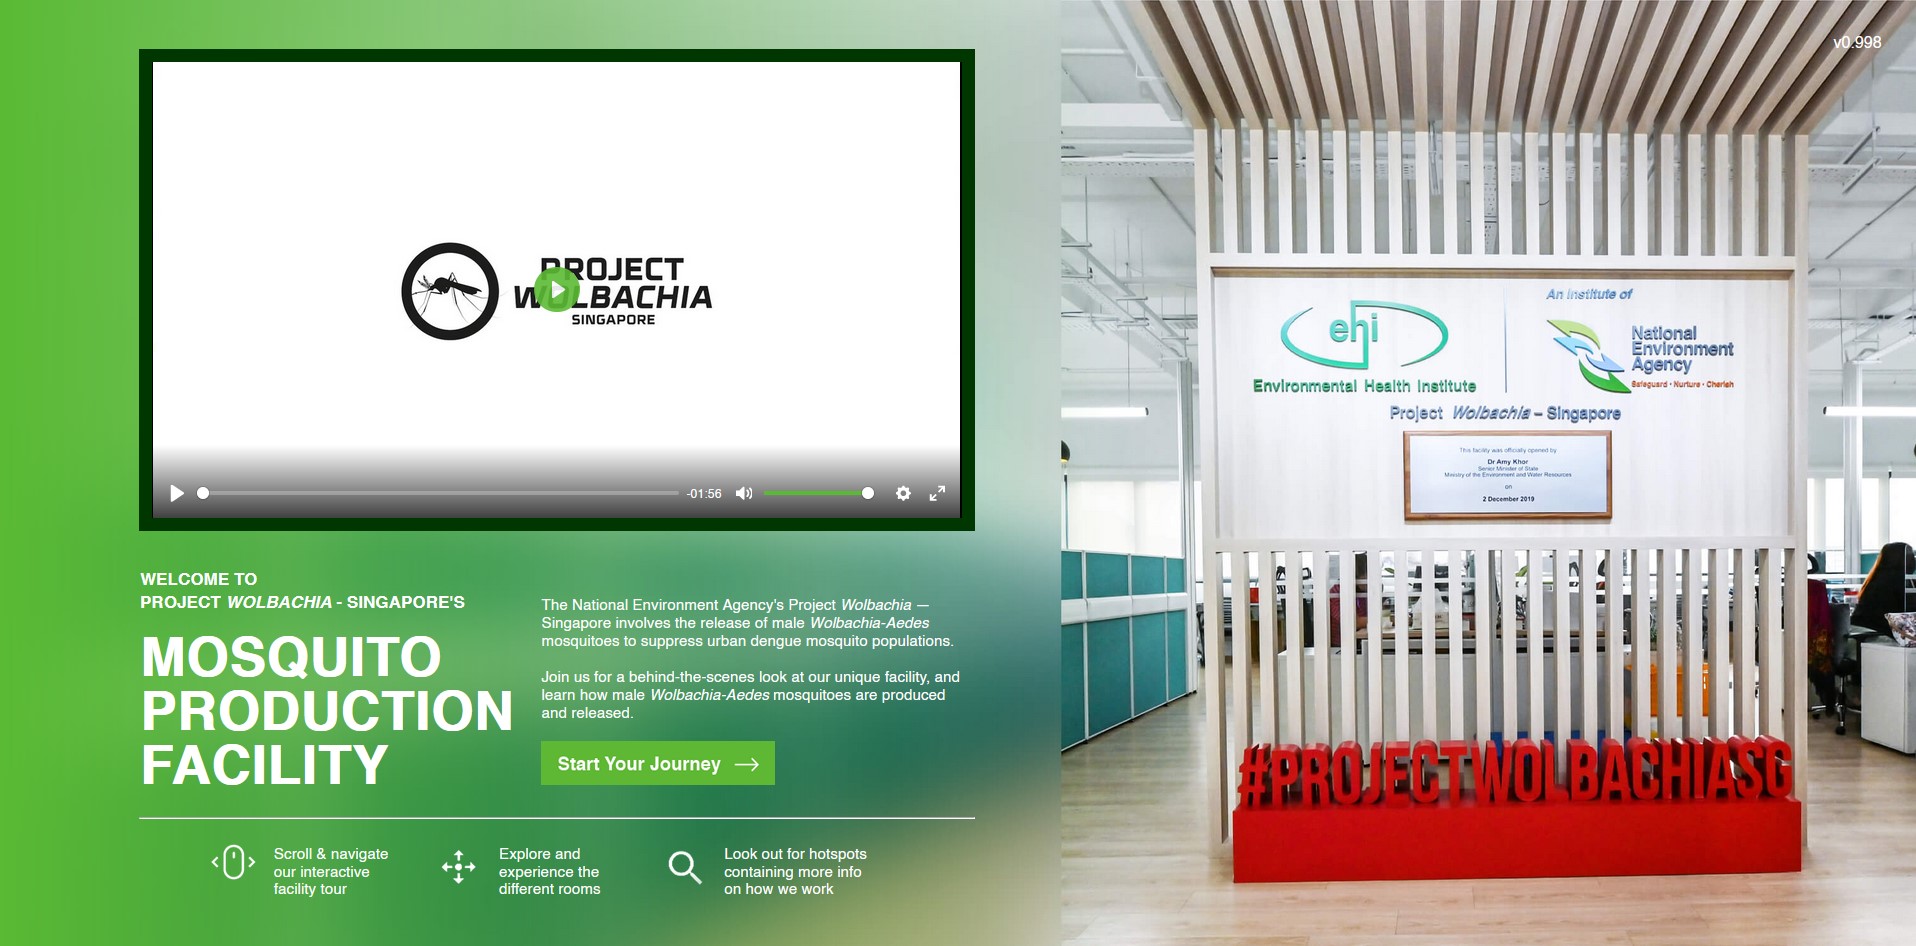 PROJECT
WOLBACHIA
SINGAPORE
-01:56
WELCOME TO
PROJECT WOLBACHIA - SINGAPORE'S
MOSQUITO
PRODUCTION
FACILITY
The National Environment Agency's Project Wolbachia —
Singapore involves the release of male Wolbachia-Aedes
mosquitoes to suppress urban dengue mosquito populations.
Join us for a behind-the-scenes look at our unique facility, and
learn how male Wolbachia-Aedes mosquitoes are produced
and released.
Start Your Journey
Scroll & navigate
our interactive
facility tour
Explore and
experience the
different rooms
Look out for hotspots
containing more info
on how we work
v0.998
ehi
Environmental Health Institute
An Institute of
National
Environment
Agency
Safeguard · Nurture · Cherish
Project Wolbachia – Singapore
This facility was officially opened by
Dr Amy Khor
Senior Minister of State
Ministry of the Environment and Water Resources
on
2 December 2019
#PROJECTWOLBACHIASG